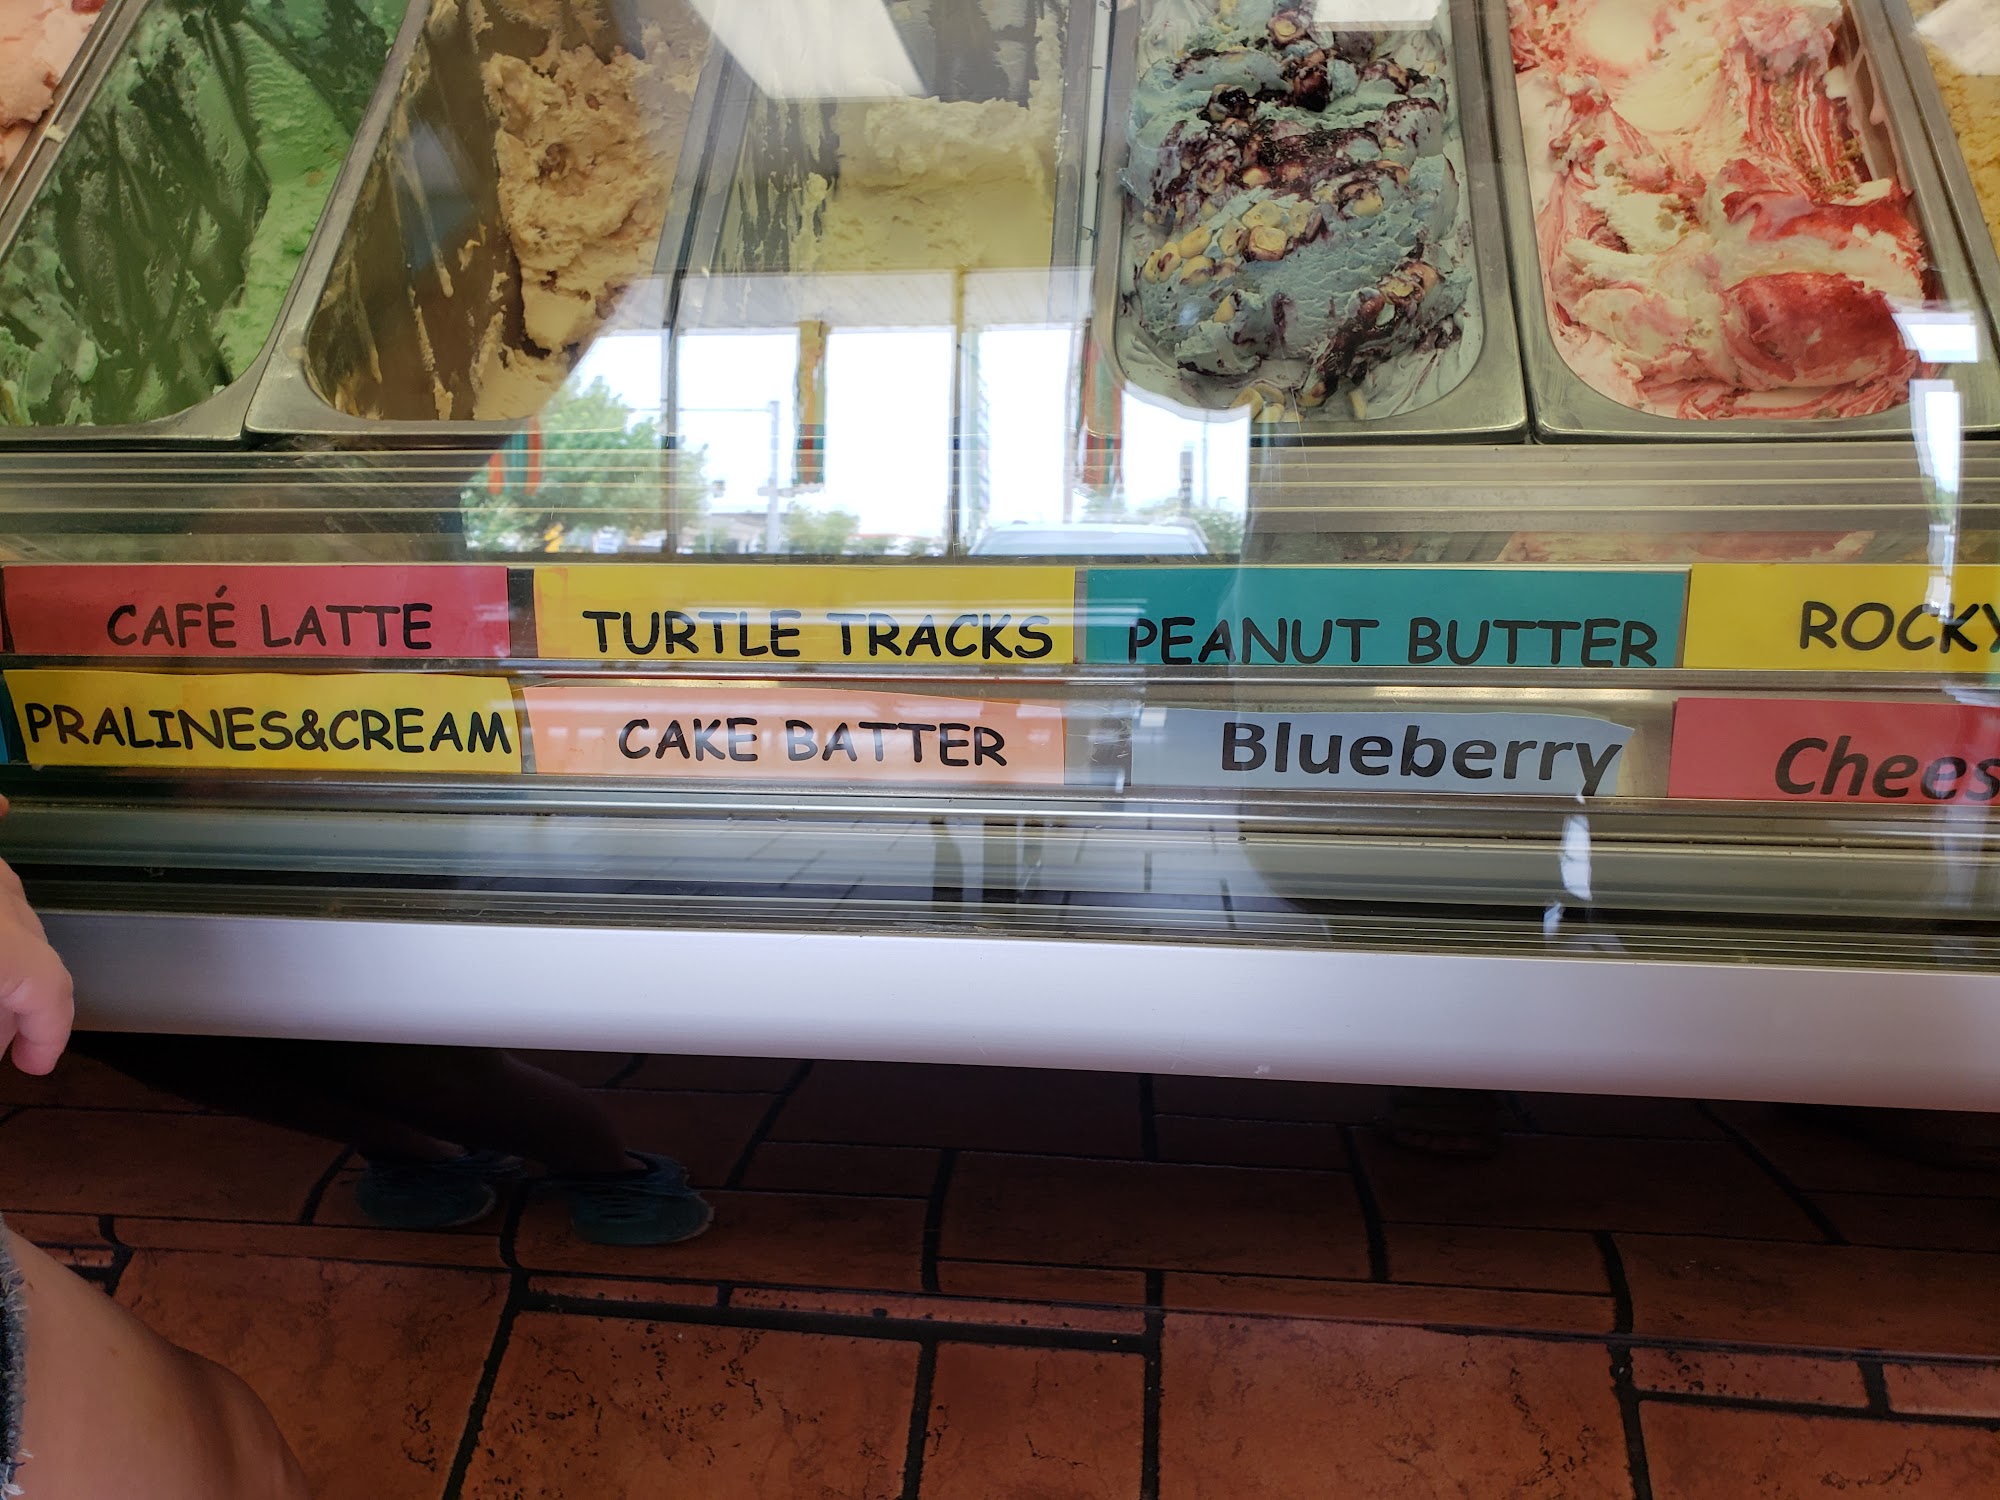 CAFÉ LATTE TURTLE TRACKS PEANUT BUTTER ROCKY
PRALINES&CREAM CAKE BATTER Blueberry Chees